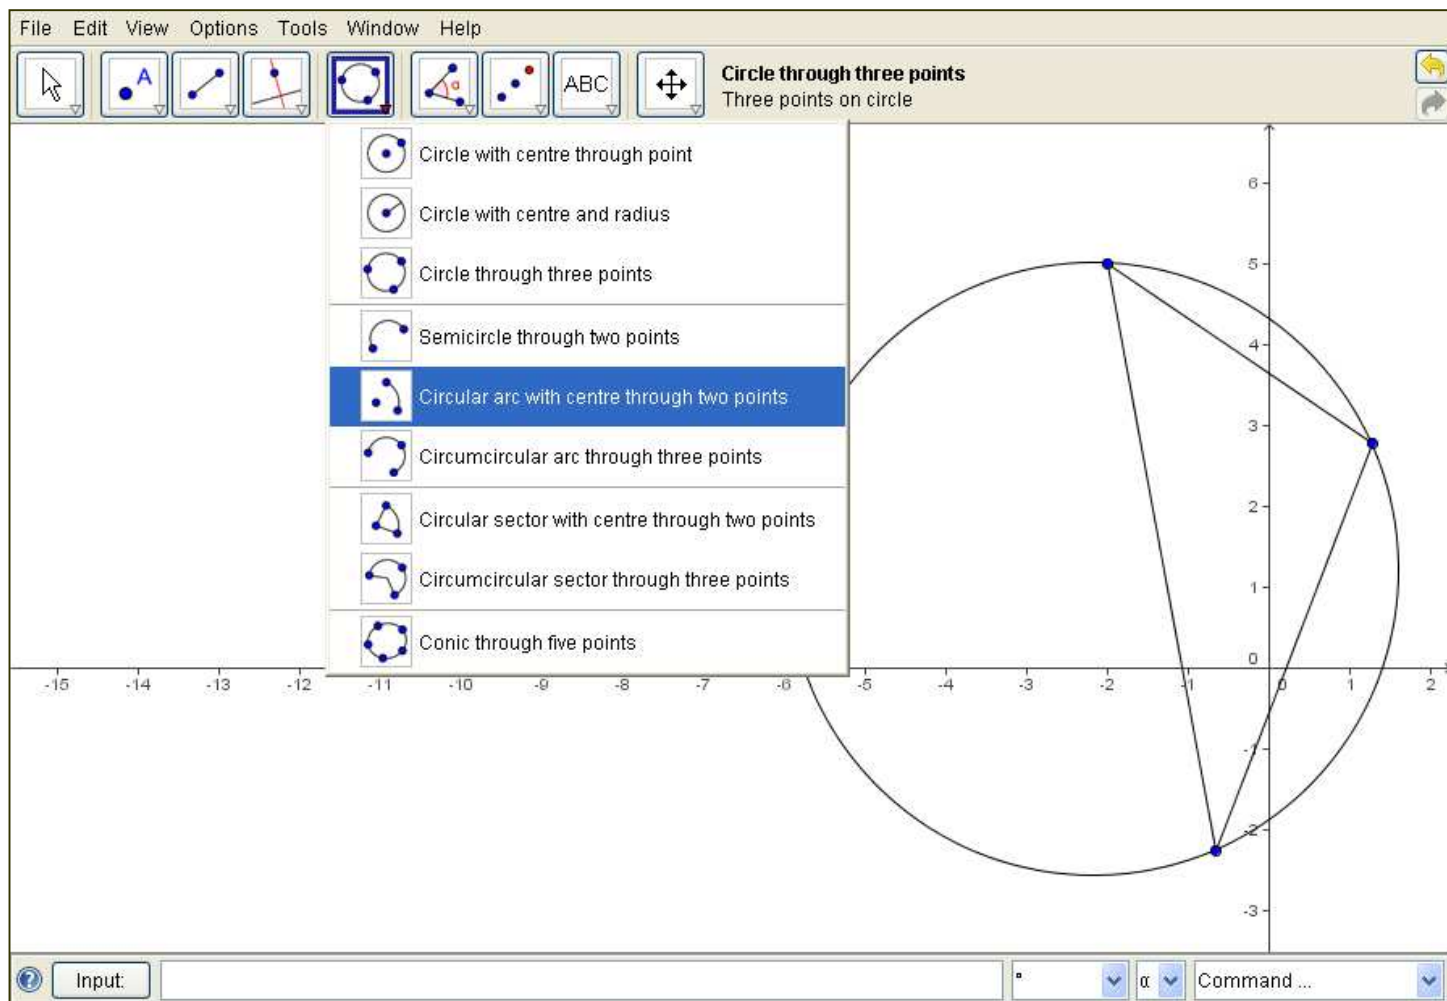 File Edit View Options Tools Window Help
A
α
ABC
Circle through three points
Three points on circle
Circle with centre through point
Circle with centre and radius
Circle through three points
Semicircle through two points
Circular arc with centre through two points
Circumcircular arc through three points
Circular sector with centre through two points
Circumcircular sector through three points
Conic through five points
6
5
4
3
2
1
0
-15 -14 -13 -12 -11 -10 -9 -8 -7 -6 -5 -4 -3 -2 -1 0 1 2
-1
-2
-3
? Input: ° α Command ...